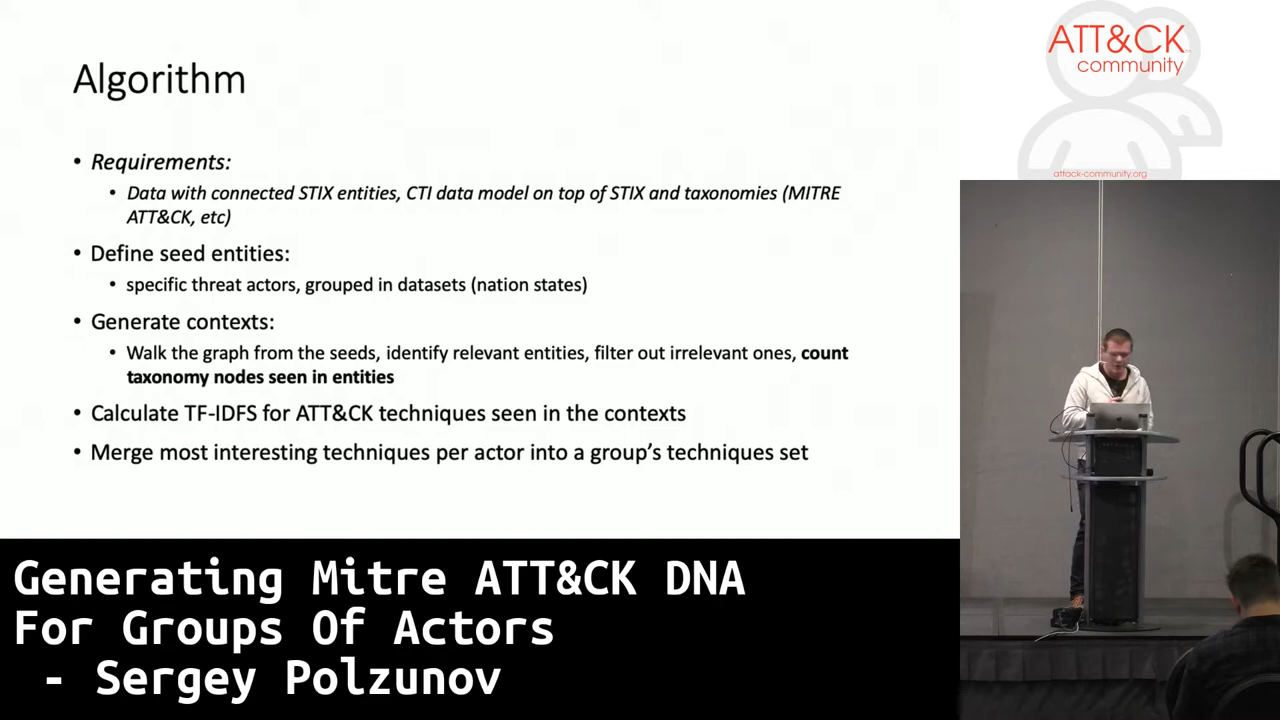 Algorithm
• Requirements:
• Data with connected STIX entities, CTI data model on top of STIX and taxonomies (MITRE
ATT&CK, etc)
• Define seed entities:
• specific threat actors, grouped in datasets (nation states)
• Generate contexts:
• Walk the graph from the seeds, identify relevant entities, filter out irrelevant ones, count
taxonomy nodes seen in entities
• Calculate TF-IDFS for ATT&CK techniques seen in the contexts
• Merge most interesting techniques per actor into a group's techniques set
ATT&CK
community
attack-community.org
Generating Mitre ATT&CK DNA
For Groups Of Actors
- Sergey Polzunov